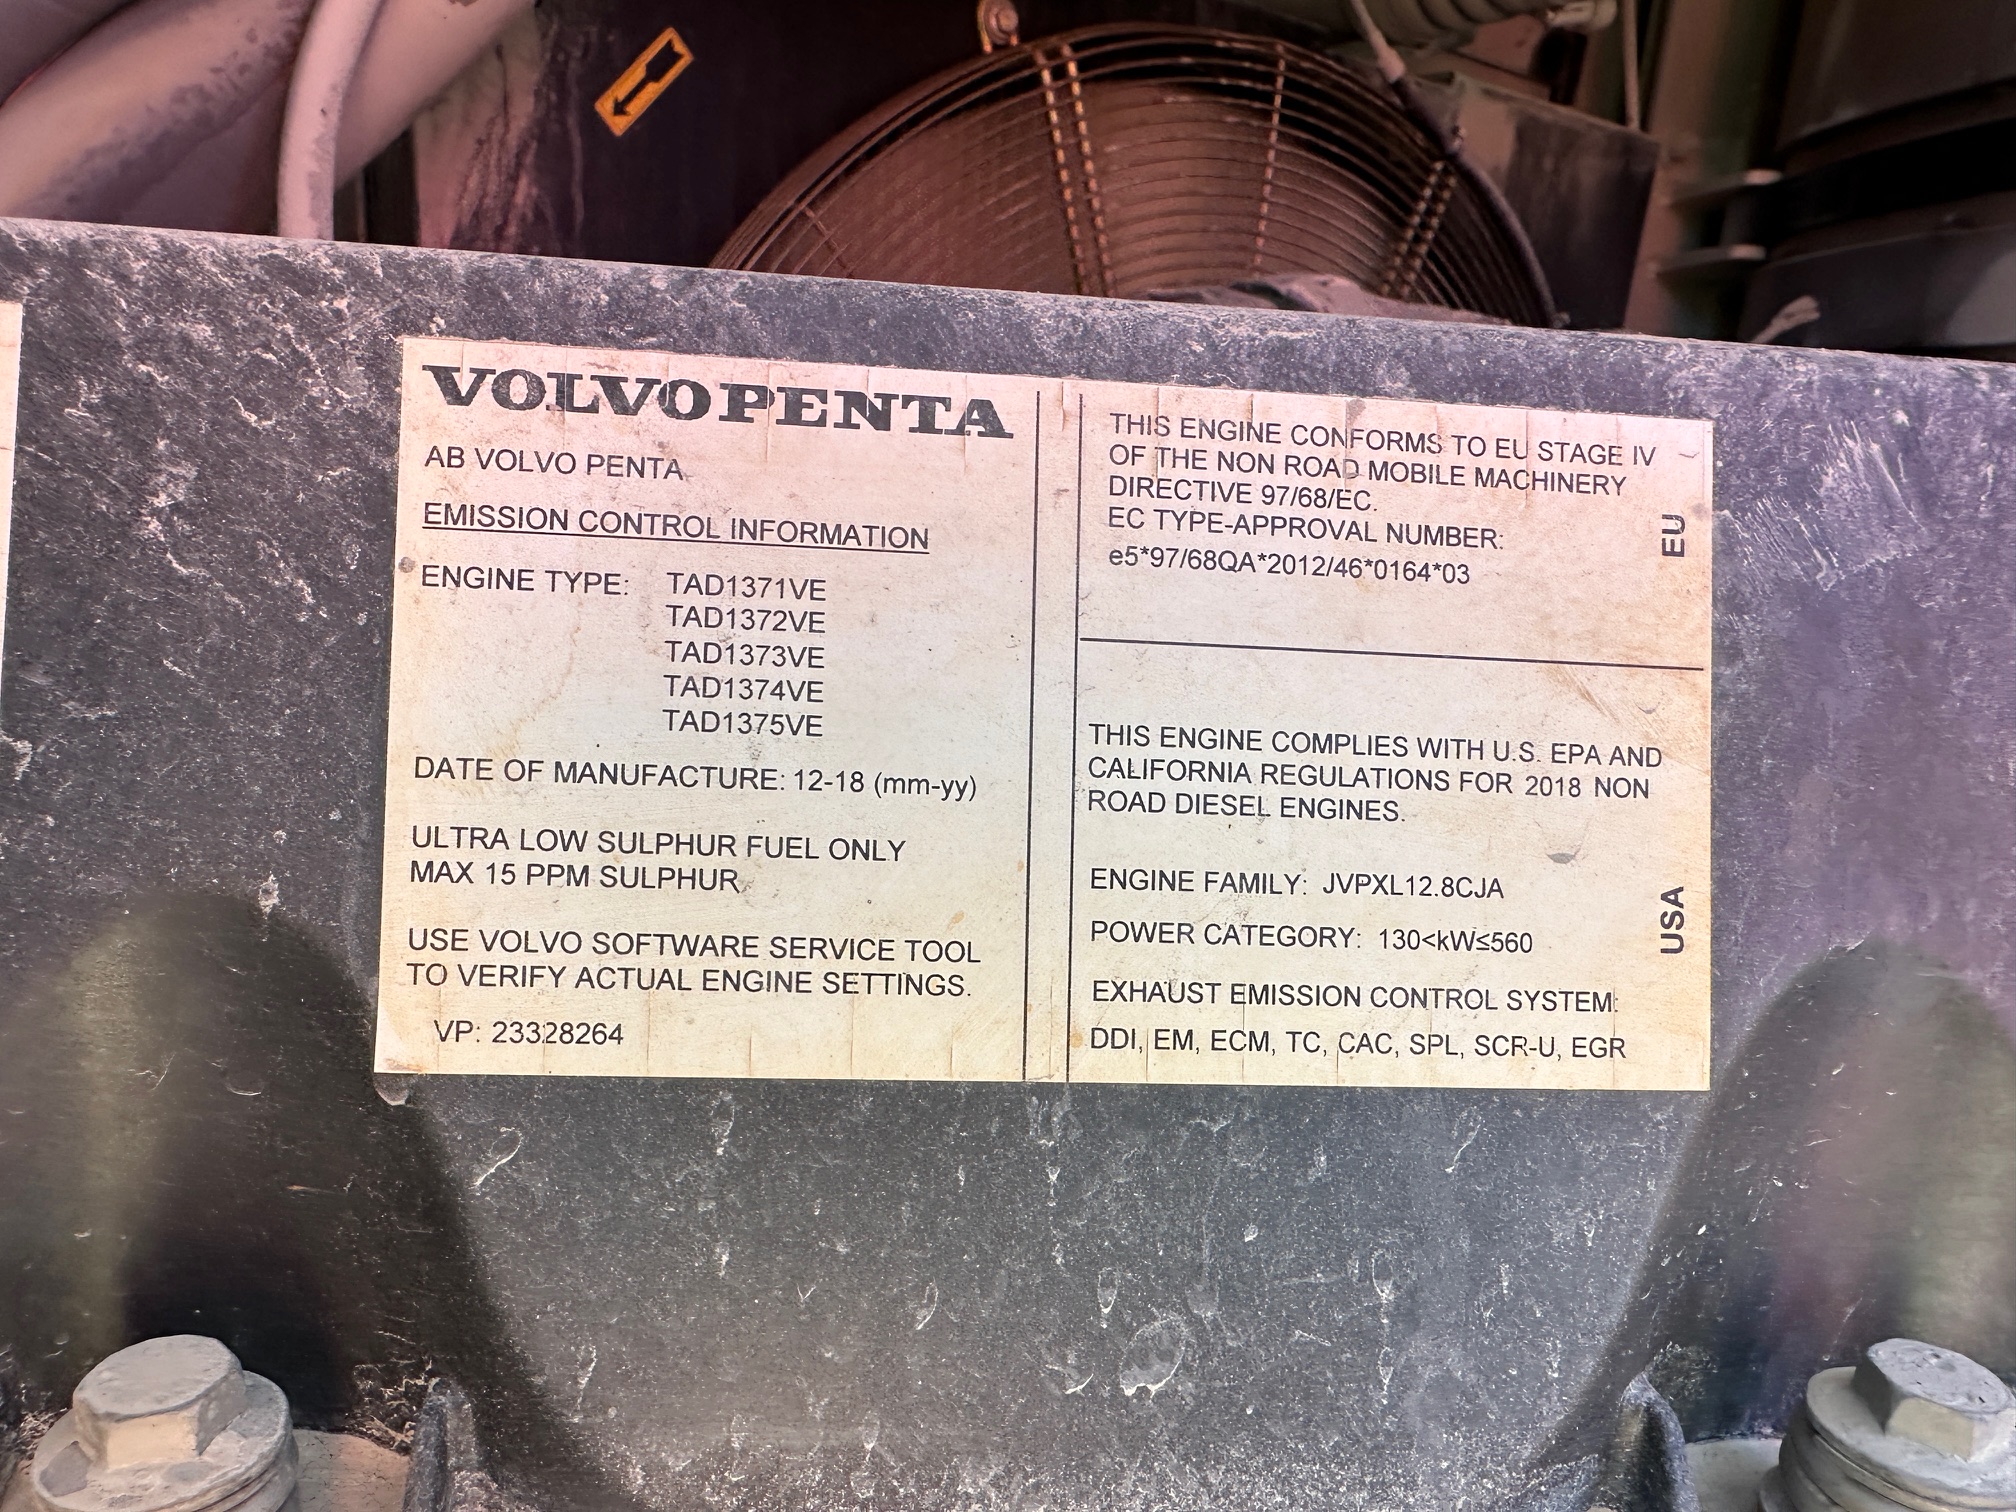 VOLVO PENTA
AB VOLVO PENTA
EMISSION CONTROL INFORMATION
ENGINE TYPE: TAD1371VE
TAD1372VE
TAD1373VE
TAD1374VE
TAD1375VE
DATE OF MANUFACTURE: 12-18 (mm-yy)
ULTRA LOW SULPHUR FUEL ONLY
MAX 15 PPM SULPHUR
USE VOLVO SOFTWARE SERVICE TOOL
TO VERIFY ACTUAL ENGINE SETTINGS.
VP: 23328264
THIS ENGINE CONFORMS TO EU STAGE IV
OF THE NON ROAD MOBILE MACHINERY
DIRECTIVE 97/68/EC.
EC TYPE-APPROVAL NUMBER:
e5*97/68QA*2012/46*0164*03
EU
THIS ENGINE COMPLIES WITH U.S. EPA AND
CALIFORNIA REGULATIONS FOR 2018 NON
ROAD DIESEL ENGINES.
ENGINE FAMILY: JVPXL12.8CJA
POWER CATEGORY: 130<kW≤560
EXHAUST EMISSION CONTROL SYSTEM:
DDI, EM, ECM, TC, CAC, SPL, SCR-U, EGR
USA